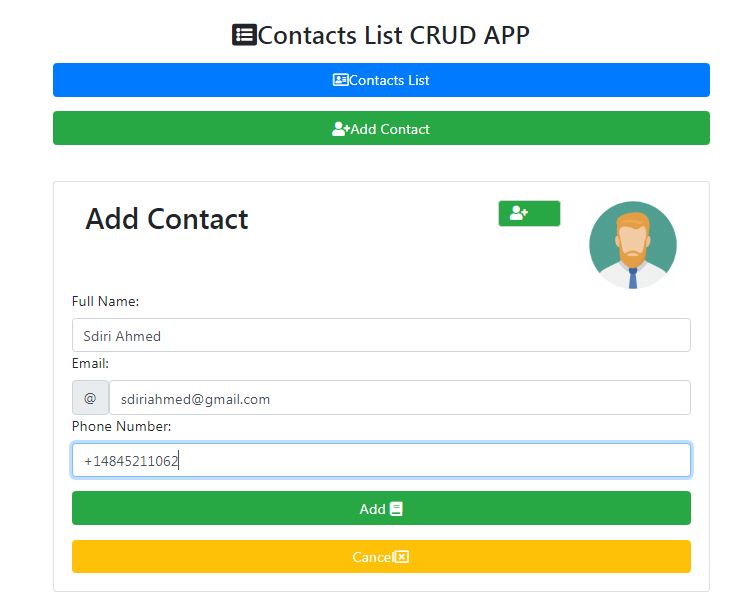 Contacts List CRUD APP
Contacts List
Add Contact
Add Contact
Full Name:
Sdiri Ahmed
Email:
@ sdiriahmed@gmail.com
Phone Number:
+14845211062
Add
Cancel